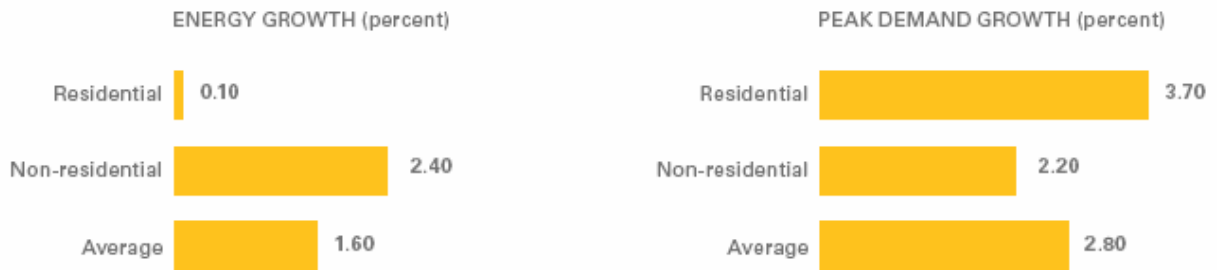 ENERGY GROWTH (percent)
Residential 0.10
Non-residential 2.40
Average 1.60
PEAK DEMAND GROWTH (percent)
Residential 3.70
Non-residential 2.20
Average 2.80